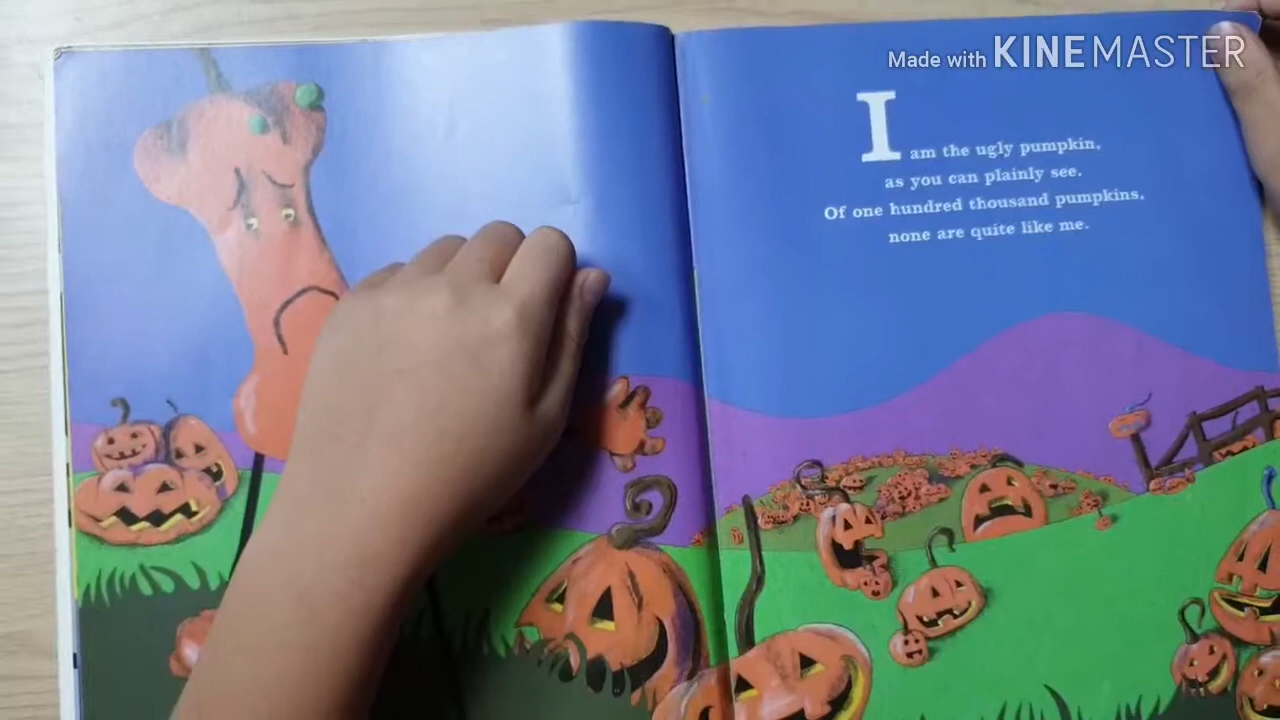 Made with KINEMASTER
I am the ugly pumpkin,
as you can plainly see.
Of one hundred thousand pumpkins,
none are quite like me.